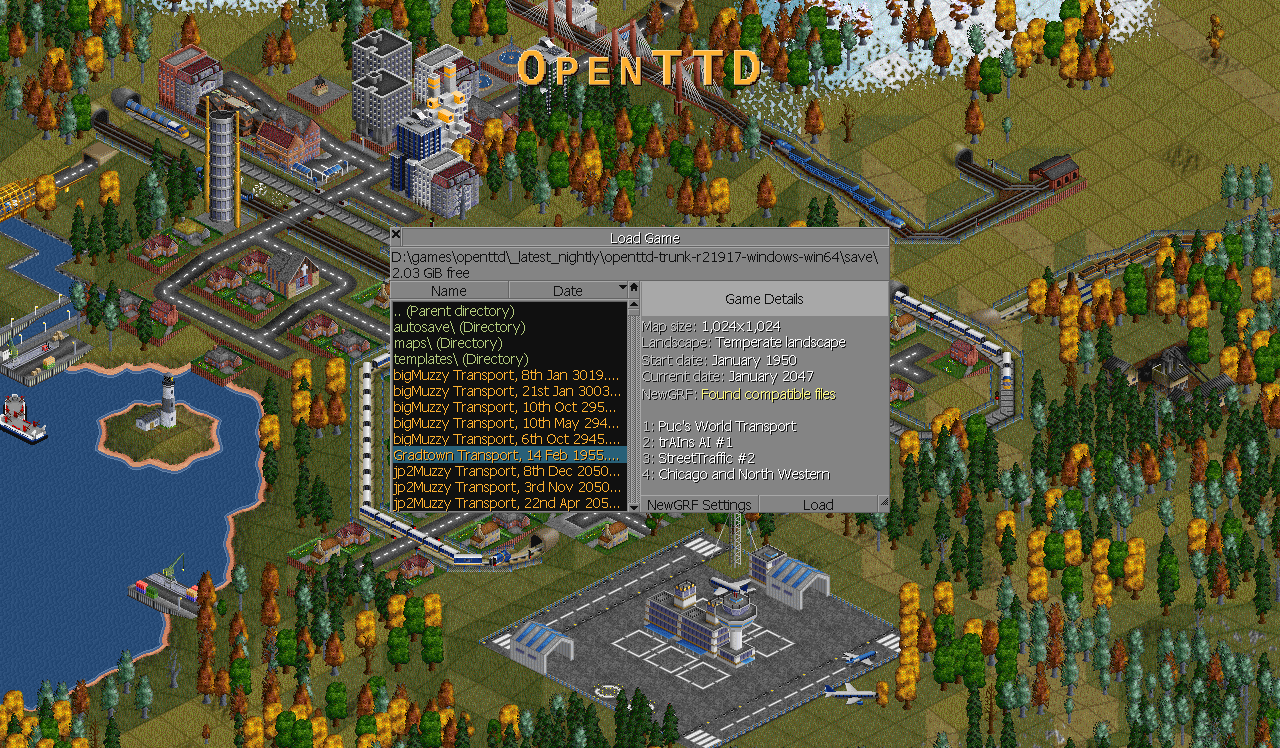 OPENTTD
Load Game
D:\games\openttd\_latest_nightly\openttd-trunk-r21917-windows-win64\save\
2.03 GiB free
Name Date
Game Details
.. (Parent directory)
autosave\ (Directory)
maps\ (Directory)
templates\ (Directory)
bigMuzzy Transport, 8th Jan 3019....
bigMuzzy Transport, 21st Jan 3003...
bigMuzzy Transport, 10th Oct 295...
bigMuzzy Transport, 10th May 294...
bigMuzzy Transport, 6th Oct 2945....
Gradtown Transport, 14 Feb 1955....
jp2Muzzy Transport, 8th Dec 2050...
jp2Muzzy Transport, 3rd Nov 2050...
jp2Muzzy Transport, 22nd Apr 205...
Map size: 1,024x1,024
Landscape: Temperate landscape
Start date: January 1950
Current date: January 2047
NewGRF: Found compatible files
1: Puc's World Transport
2: trAIns AI #1
3: StreetTraffic #2
4: Chicago and North Western
NewGRF Settings
Load